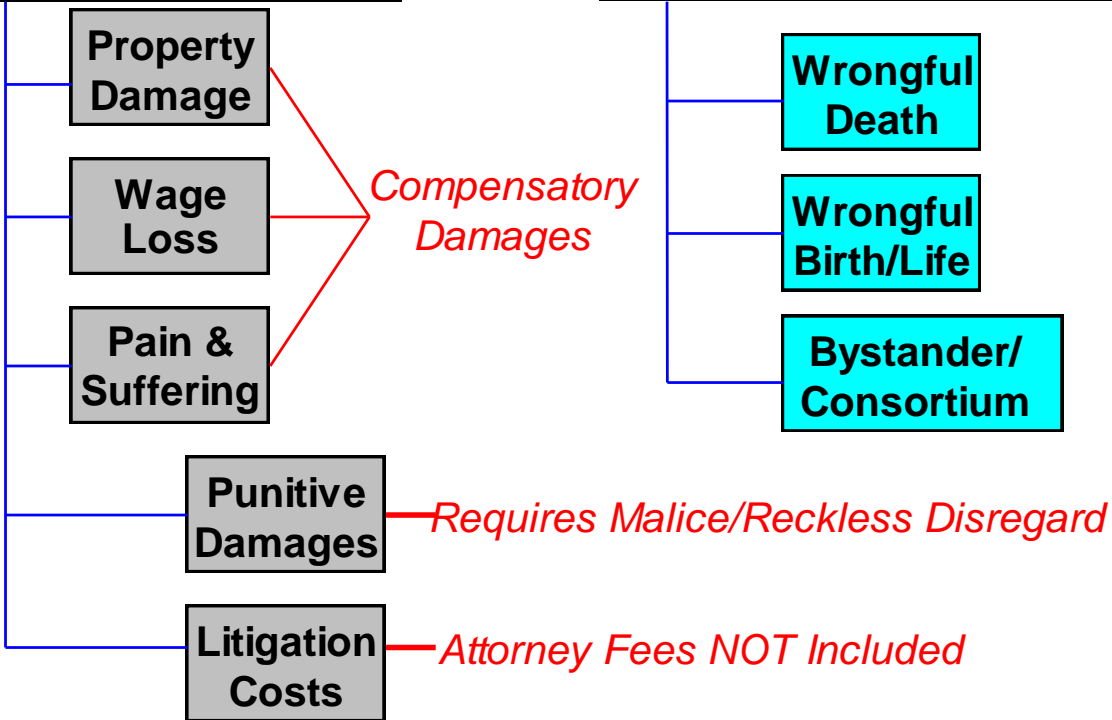 Property
Damage
Wage
Loss
Pain &
Suffering
Compensatory
Damages
Wrongful
Death
Wrongful
Birth/Life
Bystander/
Consortium
Punitive
Damages
Requires Malice/Reckless Disregard
Litigation
Costs
Attorney Fees NOT Included